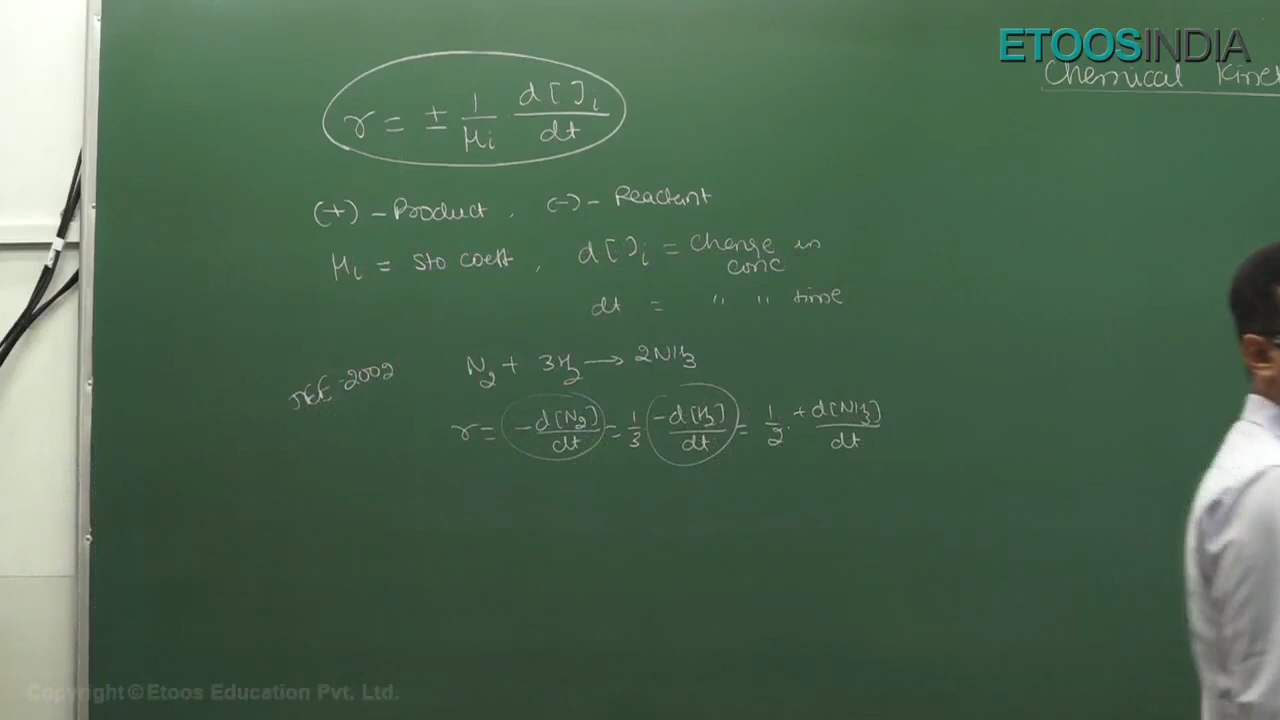 ETOOSINDIA
Chemical Kinet
r = ± 1/μi d[ ]i/dt
(+) - Product, (-) - Reactant
μi = sto coeff, d[ ]i = change in
conc
dt = " " time
N2 + 3H2 → 2NH3
JEE-2002
r = -d[N2]/dt = 1/3 -d[H2]/dt = 1/2 · +d[NH3]/dt
Copyright © Etoos Education Pvt. Ltd.